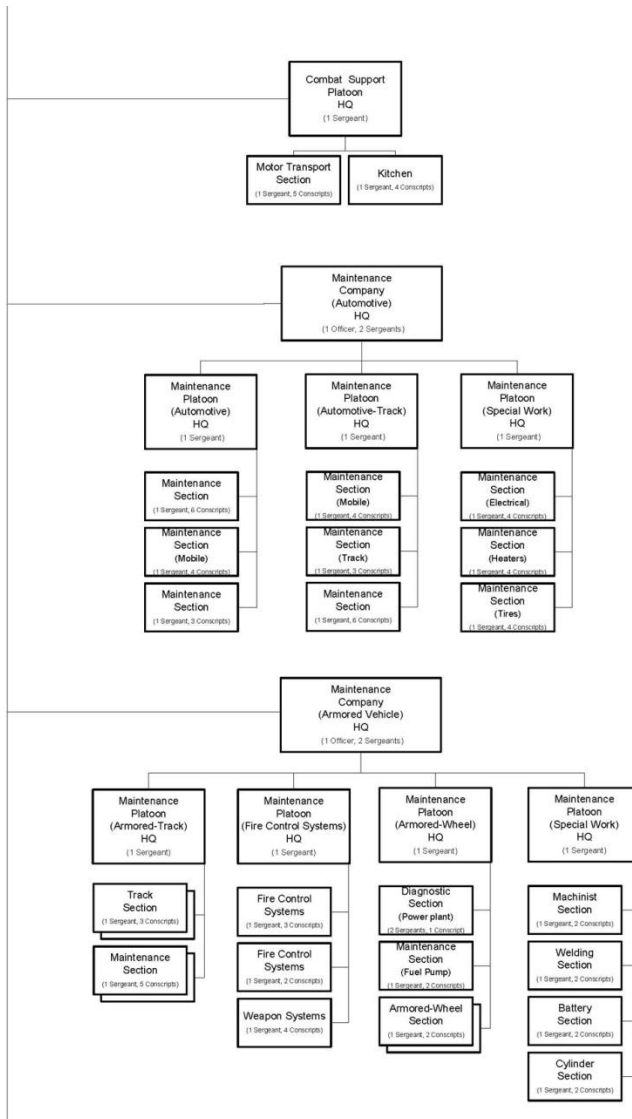 Combat Support
Platoon
HQ
(1 Sergeant)
Motor Transport
Section
(1 Sergeant, 5 Conscripts)
Kitchen
(1 Sergeant, 4 Conscripts)
Maintenance
Company
(Automotive)
HQ
(1 Officer, 2 Sergeants)
Maintenance
Platoon
(Automotive)
HQ
(1 Sergeant)
Maintenance
Section
(1 Sergeant, 6 Conscripts)
Maintenance
Section
(Mobile)
(1 Sergeant, 4 Conscripts)
Maintenance
Section
(1 Sergeant, 3 Conscripts)
Maintenance
Platoon
(Automotive-Track)
HQ
(1 Sergeant)
Maintenance
Section
(Mobile)
(1 Sergeant, 4 Conscripts)
Maintenance
Section
(Track)
(1 Sergeant, 3 Conscripts)
Maintenance
Section
(1 Sergeant, 6 Conscripts)
Maintenance
Platoon
(Special Work)
HQ
(1 Sergeant)
Maintenance
Section
(Electrical)
(1 Sergeant, 4 Conscripts)
Maintenance
Section
(Heaters)
(1 Sergeant, 4 Conscripts)
Maintenance
Section
(Tires)
(1 Sergeant, 4 Conscripts)
Maintenance
Company
(Armored Vehicle)
HQ
(1 Officer, 2 Sergeants)
Maintenance
Platoon
(Armored-Track)
HQ
(1 Sergeant)
Track
Section
(1 Sergeant, 3 Conscripts)
Maintenance
Section
(1 Sergeant, 5 Conscripts)
Maintenance
Platoon
(Fire Control Systems)
HQ
(1 Sergeant)
Fire Control
Systems
(1 Sergeant, 3 Conscripts)
Fire Control
Systems
(1 Sergeant, 2 Conscripts)
Weapon Systems
(1 Sergeant, 4 Conscripts)
Maintenance
Platoon
(Armored-Wheel)
HQ
(1 Sergeant)
Diagnostic
Section
(Power plant)
(2 Sergeants, 1 Conscript)
Maintenance
Section
(Fuel Pump)
(1 Sergeant, 2 Conscripts)
Armored-Wheel
Section
(1 Sergeant, 2 Conscripts)
Maintenance
Platoon
(Special Work)
HQ
(1 Sergeant)
Machinist
Section
(1 Sergeant, 2 Conscripts)
Welding
Section
(1 Sergeant, 2 Conscripts)
Battery
Section
(1 Sergeant, 2 Conscripts)
Cylinder
Section
(1 Sergeant, 2 Conscripts)